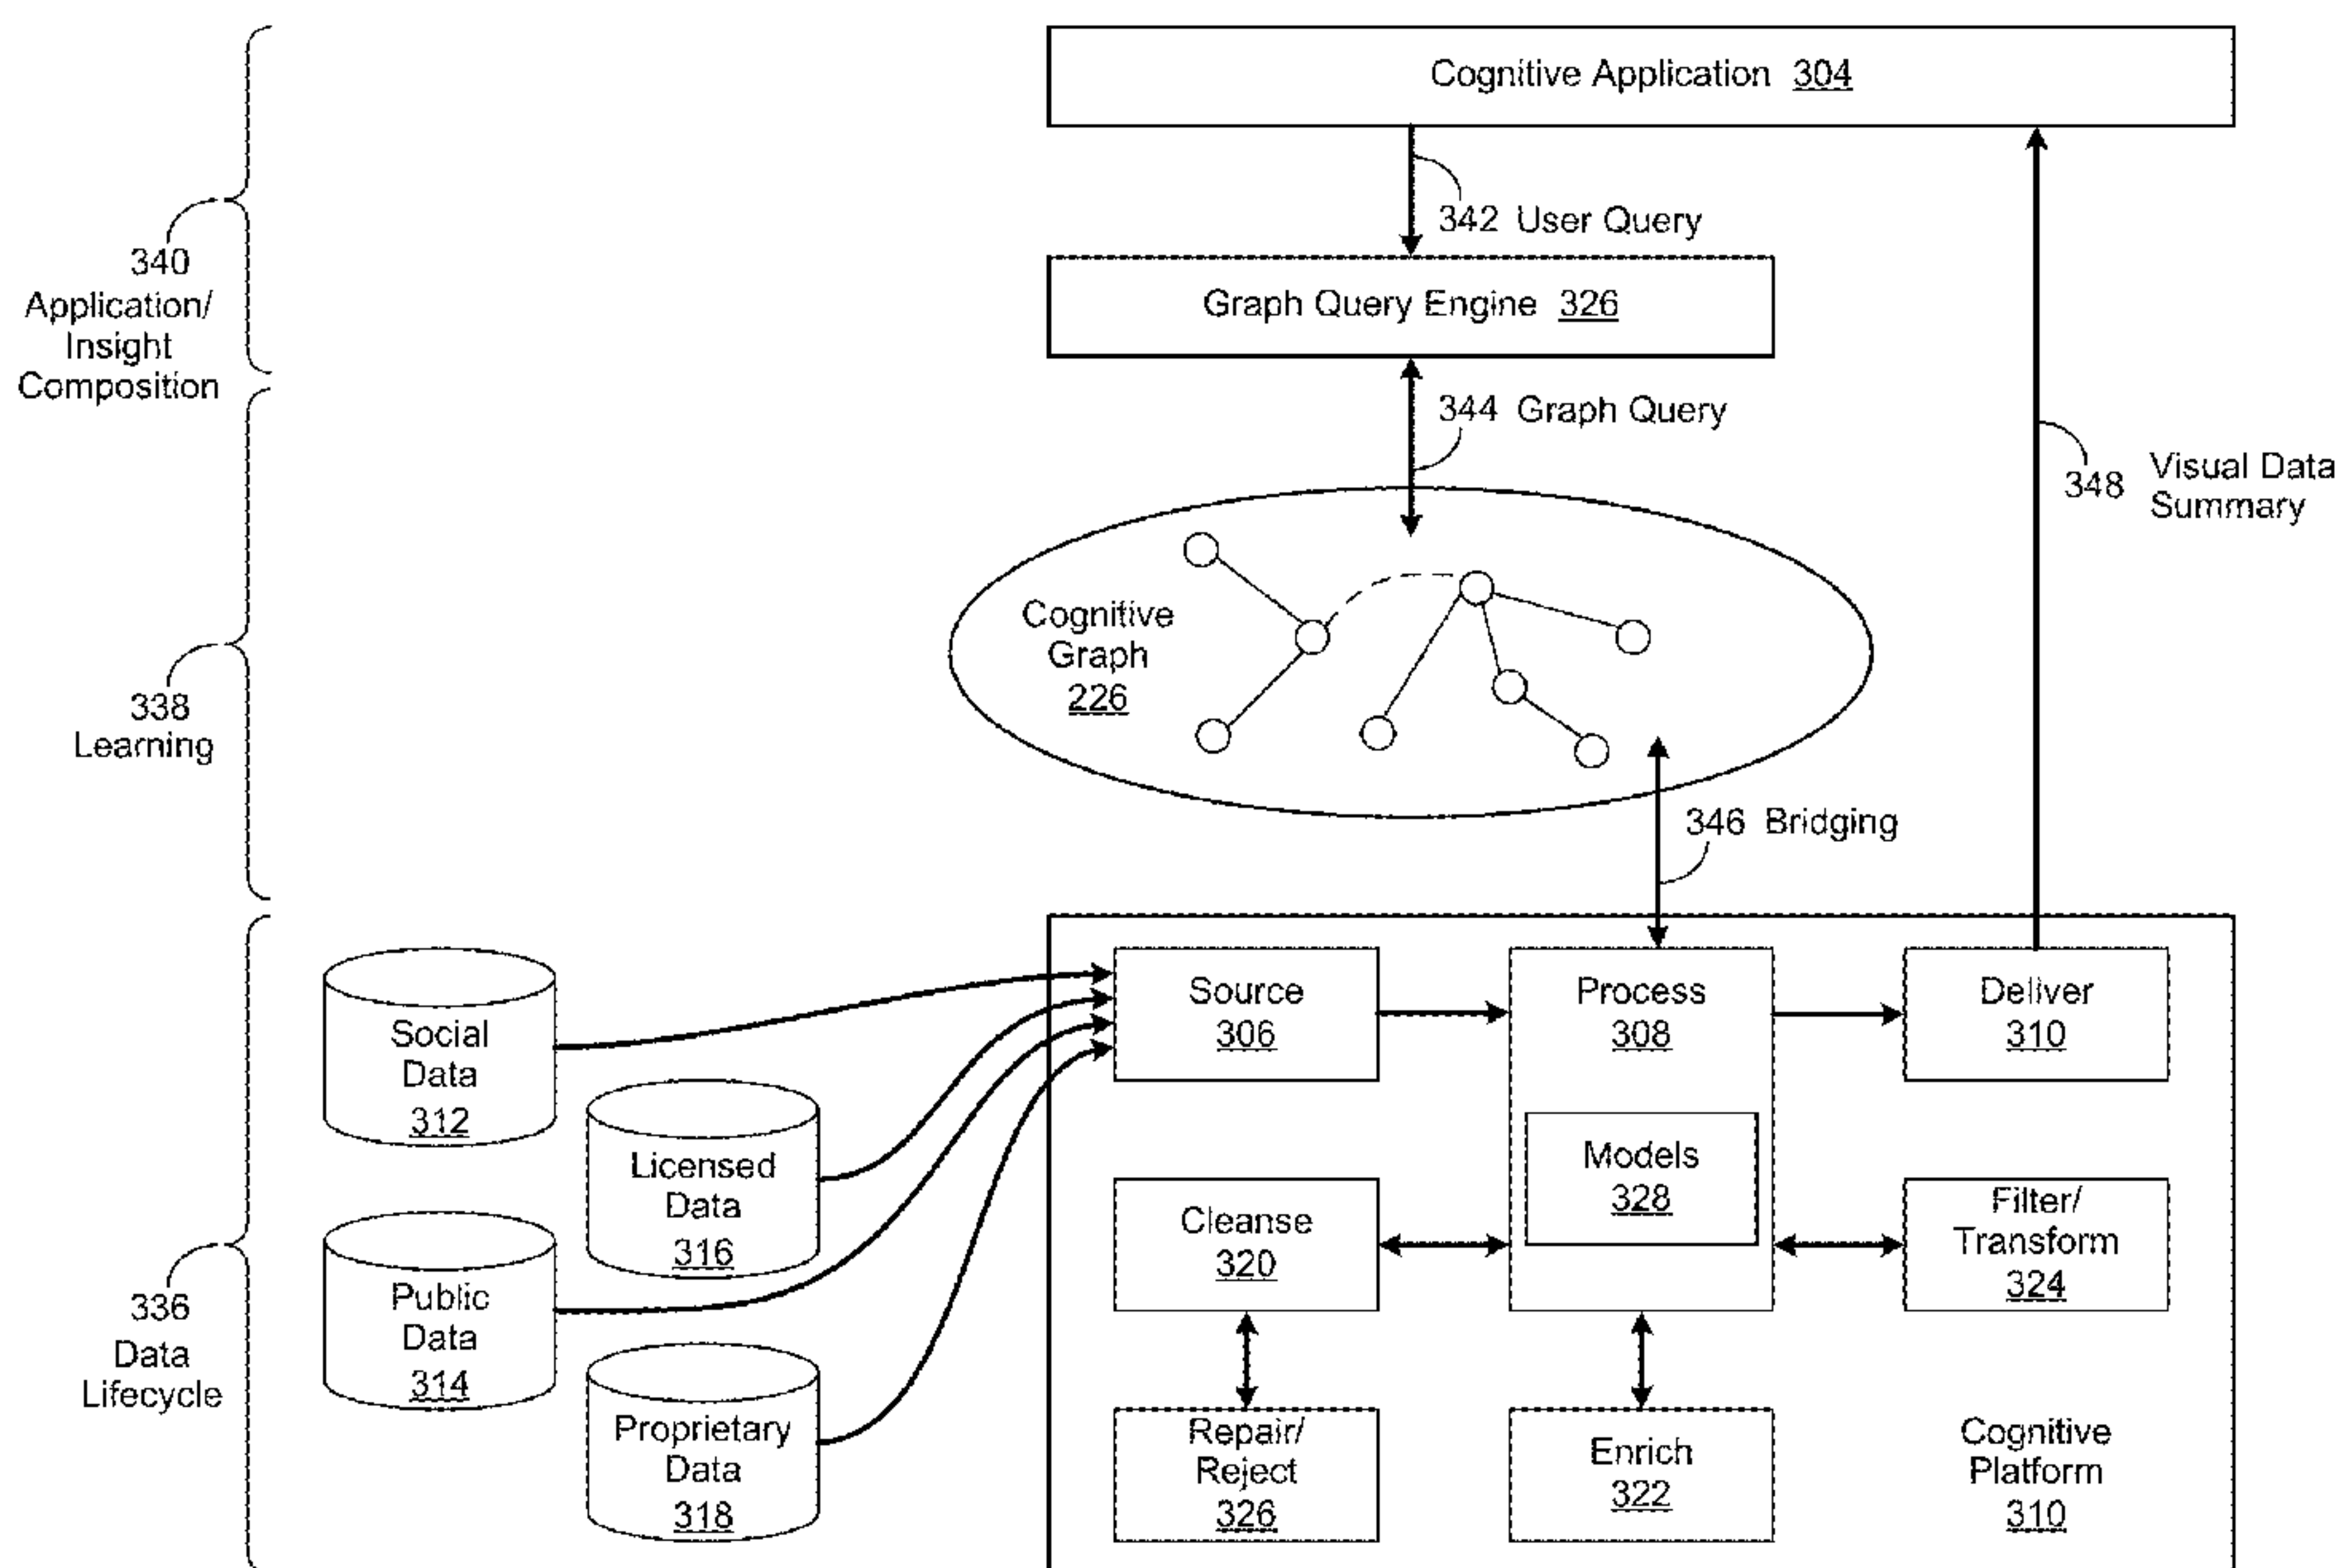 Cognitive Application 304
342 User Query
340
Application/
Insight
Composition
Graph Query Engine 326
344 Graph Query
348 Visual Data
Summary
Cognitive
Graph
226
338
Learning
346 Bridging
336
Data
Lifecycle
Social
Data
312
Licensed
Data
316
Public
Data
314
Proprietary
Data
318
Source
306
Process
308
Deliver
310
Models
328
Cleanse
320
Filter/
Transform
324
Repair/
Reject
326
Enrich
322
Cognitive
Platform
310